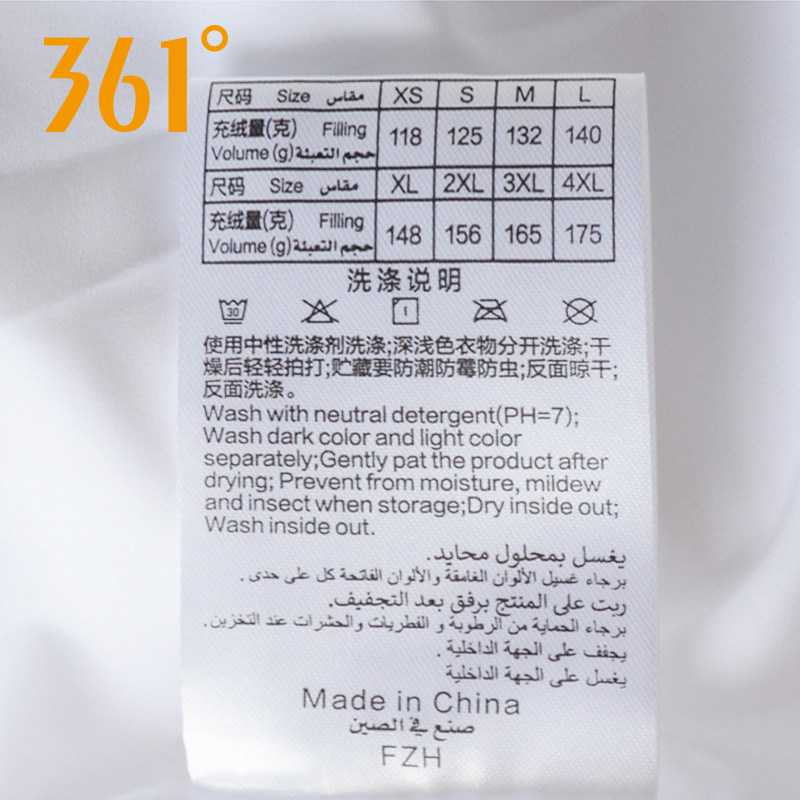 361°
尺码 Size مقاس XS S M L
充绒量(克) Filling
Volume (g) حجم التعبئة 118 125 132 140
尺码 Size مقاس XL 2XL 3XL 4XL
充绒量(克) Filling
Volume (g) حجم التعبئة 148 156 165 175
洗涤说明
30
使用中性洗涤剂洗涤;深浅色衣物分开洗涤;干
燥后轻轻拍打;贮藏要防潮防霉防虫;反面晾干;
反面洗涤。
Wash with neutral detergent(PH=7);
Wash dark color and light color
separately;Gently pat the product after
drying; Prevent from moisture, mildew
and insect when storage;Dry inside out;
Wash inside out.
يغسل بمحلول محايد.
برجاء غسيل الألوان الغامقة والألوان الفاتحة كل على حدى .
ربت على المنتج برفق بعد التجفيف.
برجاء الحماية من الرطوبة و الفطريات والحشرات عند التخزين.
يجفف على الجهة الداخلية .
يغسل على الجهة الداخلية
Made in China
صنع في الصين
FZH